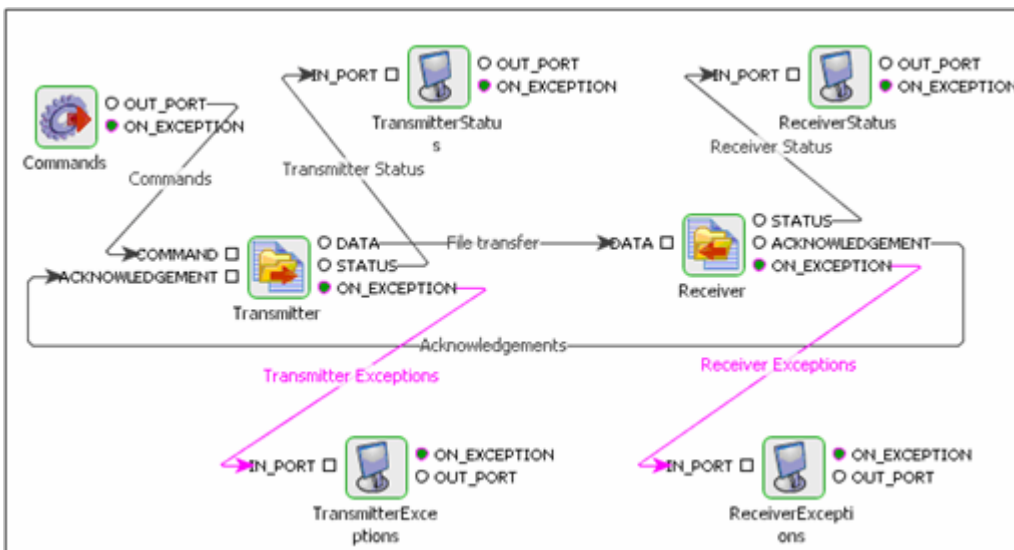 OUT_PORT
ON_EXCEPTION
Commands
IN_PORT
OUT_PORT
ON_EXCEPTION
TransmitterStatu
s
IN_PORT
OUT_PORT
ON_EXCEPTION
ReceiverStatus
Commands
Transmitter Status
Receiver Status
COMMAND
ACKNOWLEDGEMENT
DATA
STATUS
ON_EXCEPTION
Transmitter
File transfer
DATA
STATUS
ACKNOWLEDGEMENT
ON_EXCEPTION
Receiver
Acknowledgements
Transmitter Exceptions
Receiver Exceptions
IN_PORT
ON_EXCEPTION
OUT_PORT
TransmitterExce
ptions
IN_PORT
ON_EXCEPTION
OUT_PORT
ReceiverExcepti
ons